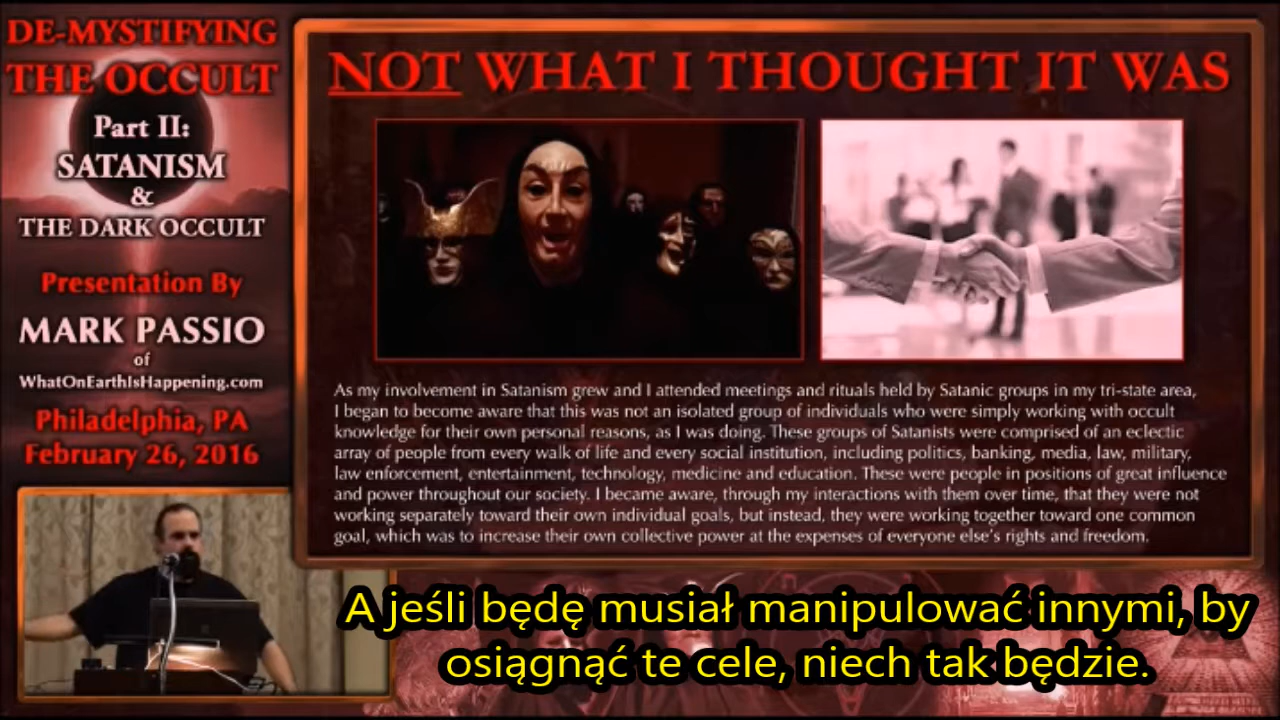 DE-MYSTIFYING
THE OCCULT
Part II:
SATANISM
&
THE DARK OCCULT
Presentation By
MARK PASSIO
of
WhatOnEarthIsHappening.com
Philadelphia, PA
February 26, 2016
NOT WHAT I THOUGHT IT WAS
As my involvement in Satanism grew and I attended meetings and rituals held by Satanic groups in my tri-state area,
I began to become aware that this was not an isolated group of individuals who were simply working with occult
knowledge for their own personal reasons, as I was doing. These groups of Satanists were comprised of an eclectic
array of people from every walk of life and every social institution, including politics, banking, media, law, military,
law enforcement, entertainment, technology, medicine and education. These were people in positions of great influence
and power throughout our society. I became aware, through my interactions with them over time, that they were not
working separately toward their own individual goals, but instead, they were working together toward one common
goal, which was to increase their own collective power at the expenses of everyone else's rights and freedom.
A jeśli będę musiał manipulować innymi, by
osiągnąć te cele, niech tak będzie.